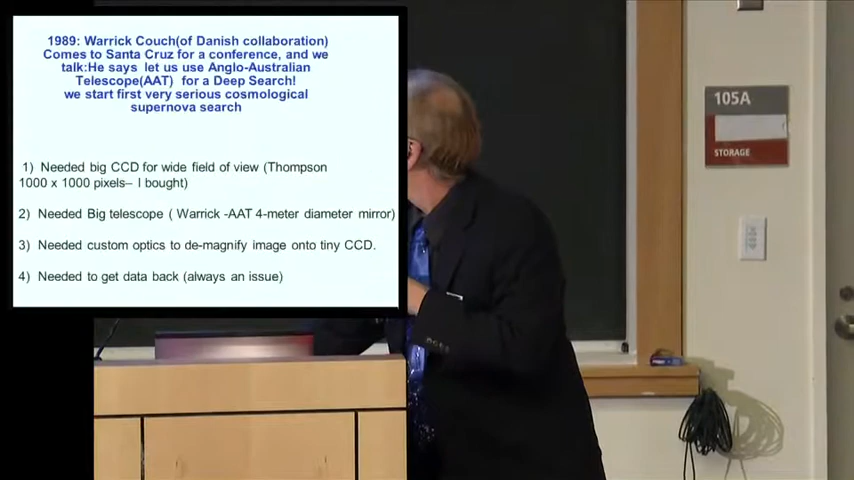 1989: Warrick Couch(of Danish collaboration)
Comes to Santa Cruz for a conference, and we
talk:He says let us use Anglo-Australian
Telescope(AAT) for a Deep Search!
we start first very serious cosmological
supernova search
1) Needed big CCD for wide field of view (Thompson
1000 x 1000 pixels– I bought)
2) Needed Big telescope ( Warrick -AAT 4-meter diameter mirror)
3) Needed custom optics to de-magnify image onto tiny CCD.
4) Needed to get data back (always an issue)
105A
STORAGE